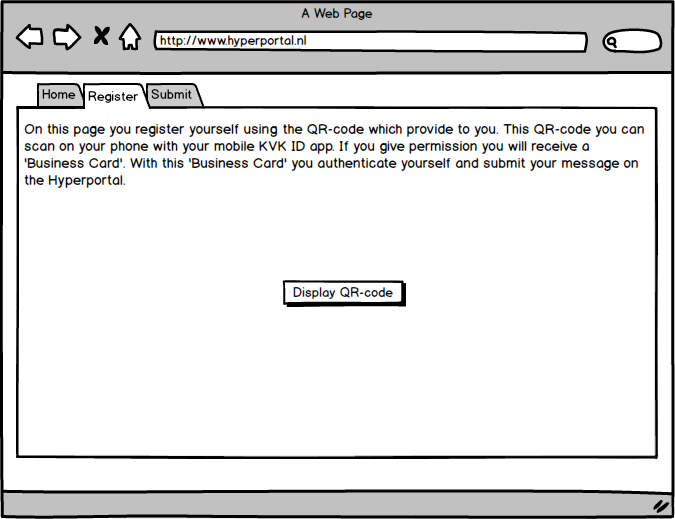 A Web Page
http://www.hyperportal.nl
Home
Register
Submit
On this page you register yourself using the QR-code which provide to you. This QR-code you can
scan on your phone with your mobile KVK ID app. If you give permission you will receive a
'Business Card'. With this 'Business Card' you authenticate yourself and submit your message on
the Hyperportal.
Display QR-code